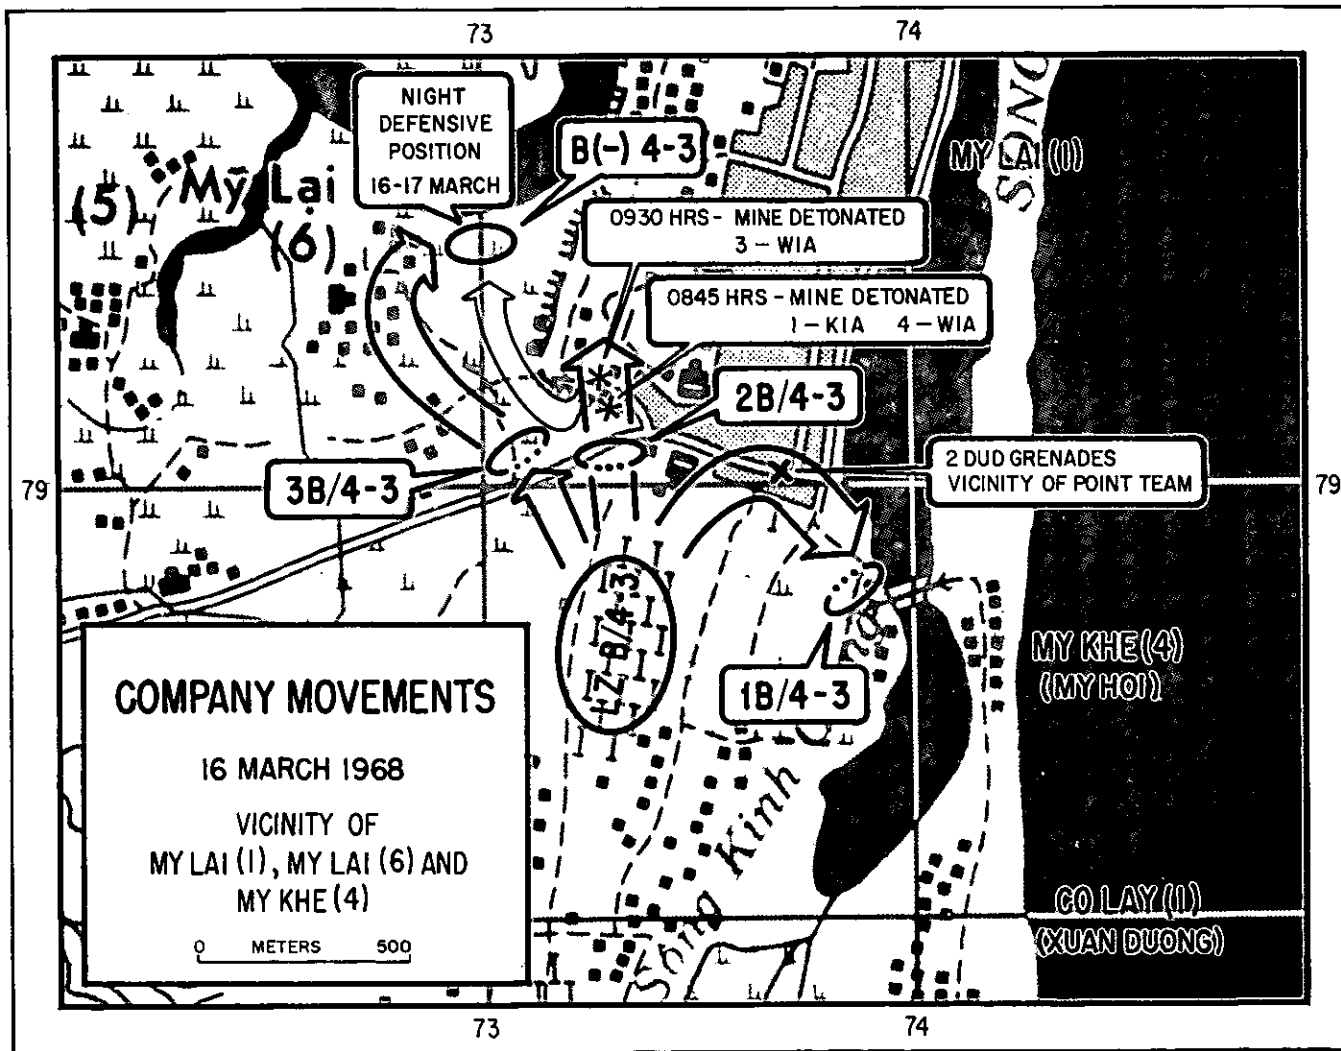 73
74
NIGHT
DEFENSIVE
POSITION
16-17 MARCH
B(-) 4-3
SONG
MY LAI (1)
Mỹ Lai
(5)
(6)
0930 HRS - MINE DETONATED
3 - WIA
0845 HRS - MINE DETONATED
1 - KIA 4 - WIA
2B/4-3
3B/4-3
2 DUD GRENADES
VICINITY OF POINT TEAM
79
79
LZ B/4-3
1B/4-3
MY KHE (4)
(MY HOI)
Song Kinh
CO LAY (1)
(XUAN DUONG)
COMPANY MOVEMENTS
16 MARCH 1968
VICINITY OF
MY LAI (1), MY LAI (6) AND
MY KHE (4)
0 METERS 500
73
74